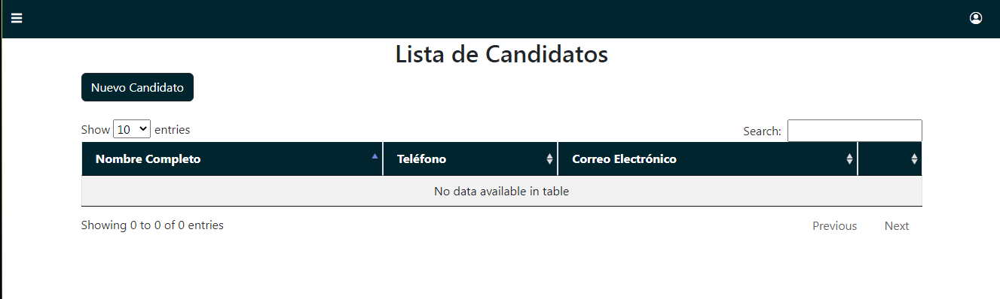 Lista de Candidatos
Nuevo Candidato
Show 10 entries Search:
Nombre Completo Teléfono Correo Electrónico
No data available in table
Showing 0 to 0 of 0 entries Previous Next